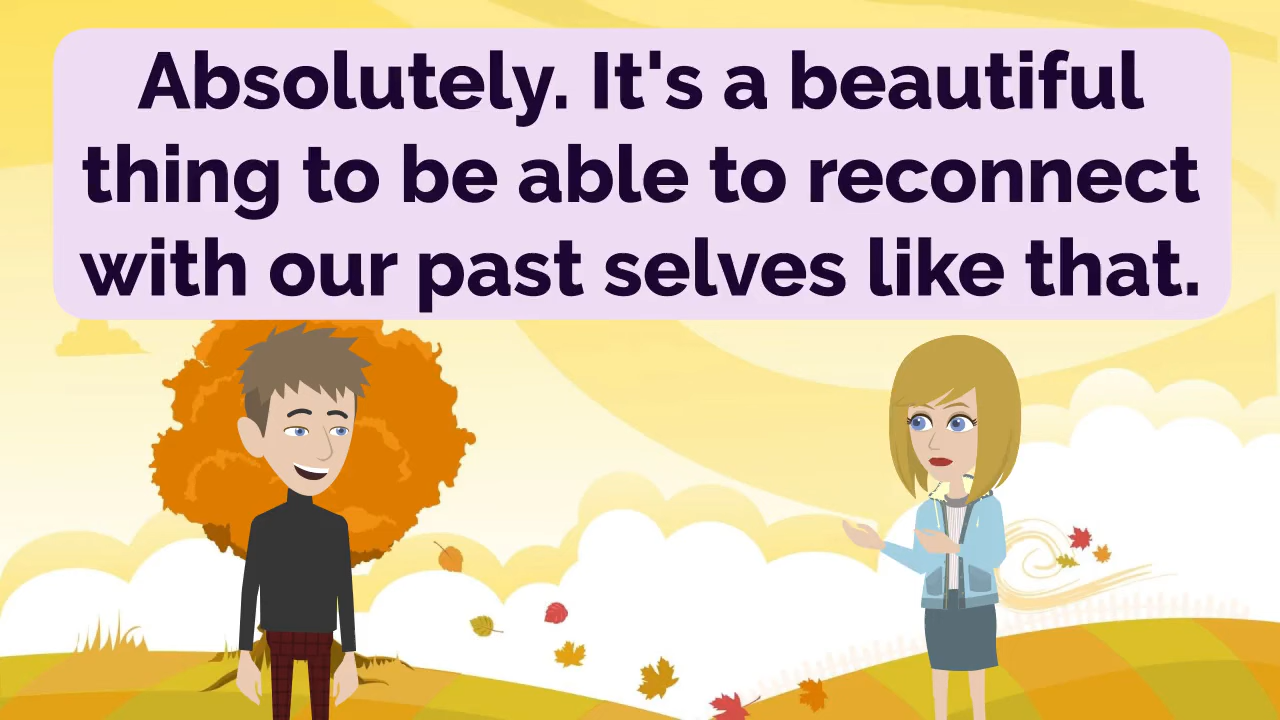 Absolutely. It's a beautiful
thing to be able to reconnect
with our past selves like that.